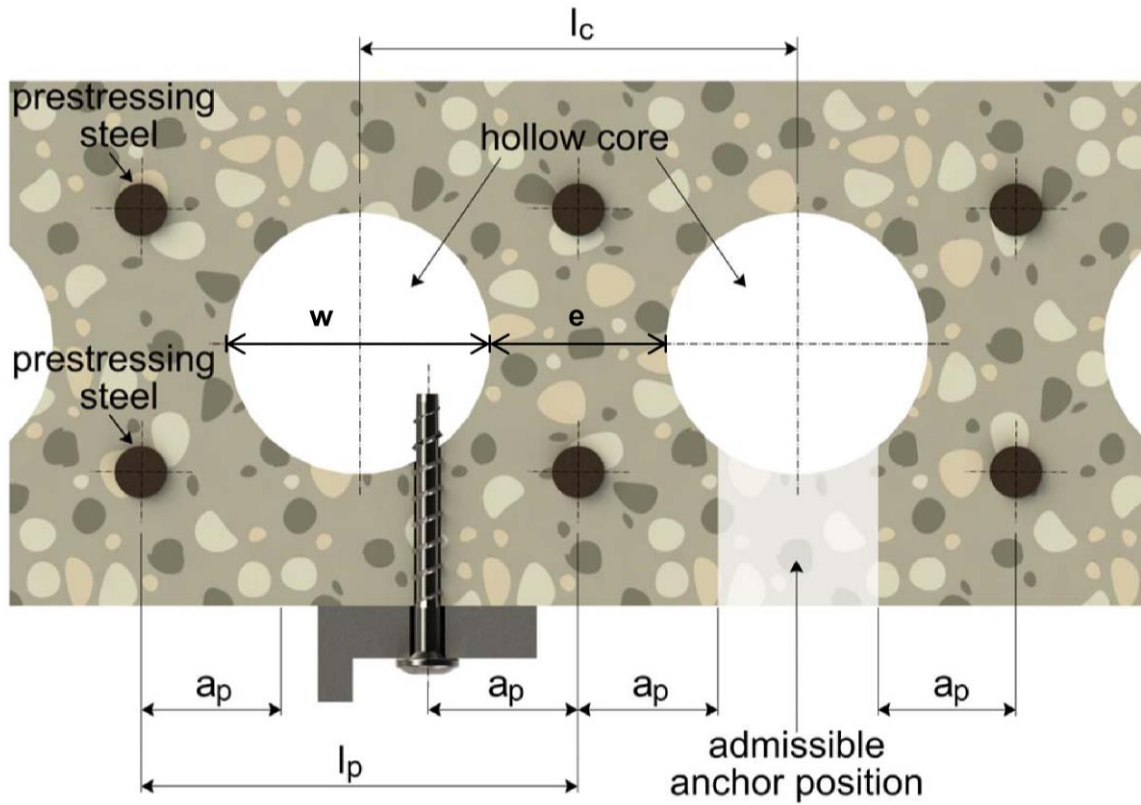 lc
prestressing
steel
hollow core
w
e
prestressing
steel
ap
ap
ap
ap
lp
admissible
anchor position